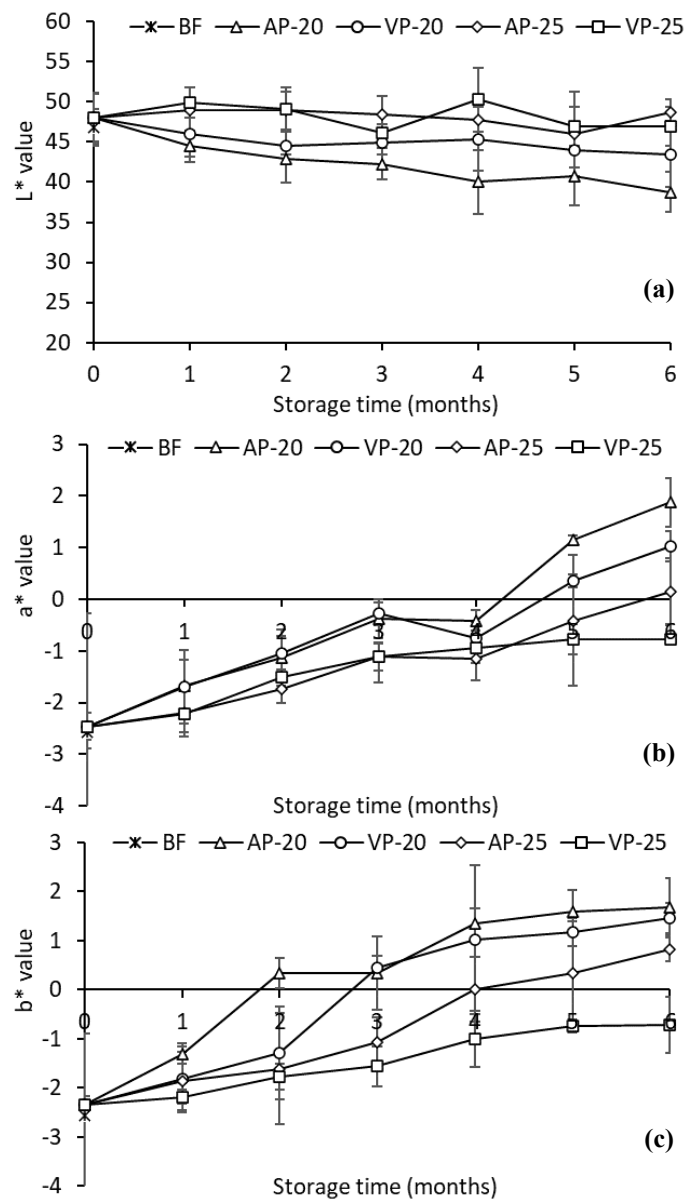 60
BF AP-20 VP-20 AP-25 VP-25
55
50
45
40
35
30
25
20
L* value
(a)
0 1 2 3 4 5 6
Storage time (months)
3
BF AP-20 VP-20 AP-25 VP-25
2
1
0
a* value
0 1 2 3 4 5 6
-1
-2
-3
(b)
-4
Storage time (months)
3
BF AP-20 VP-20 AP-25 VP-25
2
1
0
b* value
0 1 2 3 4 5 6
-1
-2
-3
(c)
-4
Storage time (months)